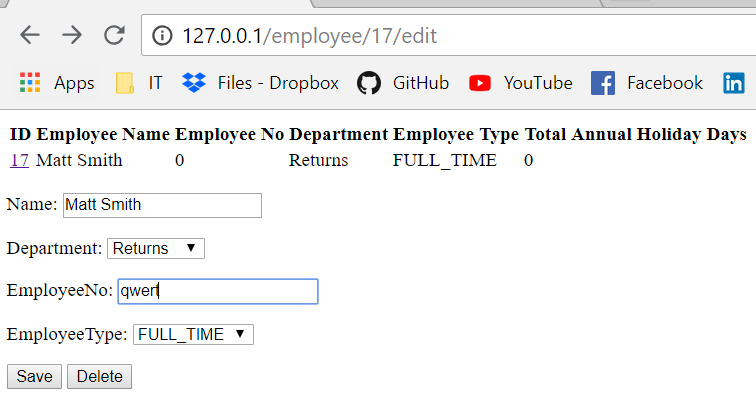 127.0.0.1/employee/17/edit
Apps IT Files - Dropbox GitHub YouTube Facebook in
ID Employee Name Employee No Department Employee Type Total Annual Holiday Days
17 Matt Smith 0 Returns FULL_TIME 0
Name: Matt Smith
Department: Returns
EmployeeNo: qwert
EmployeeType: FULL_TIME
Save Delete